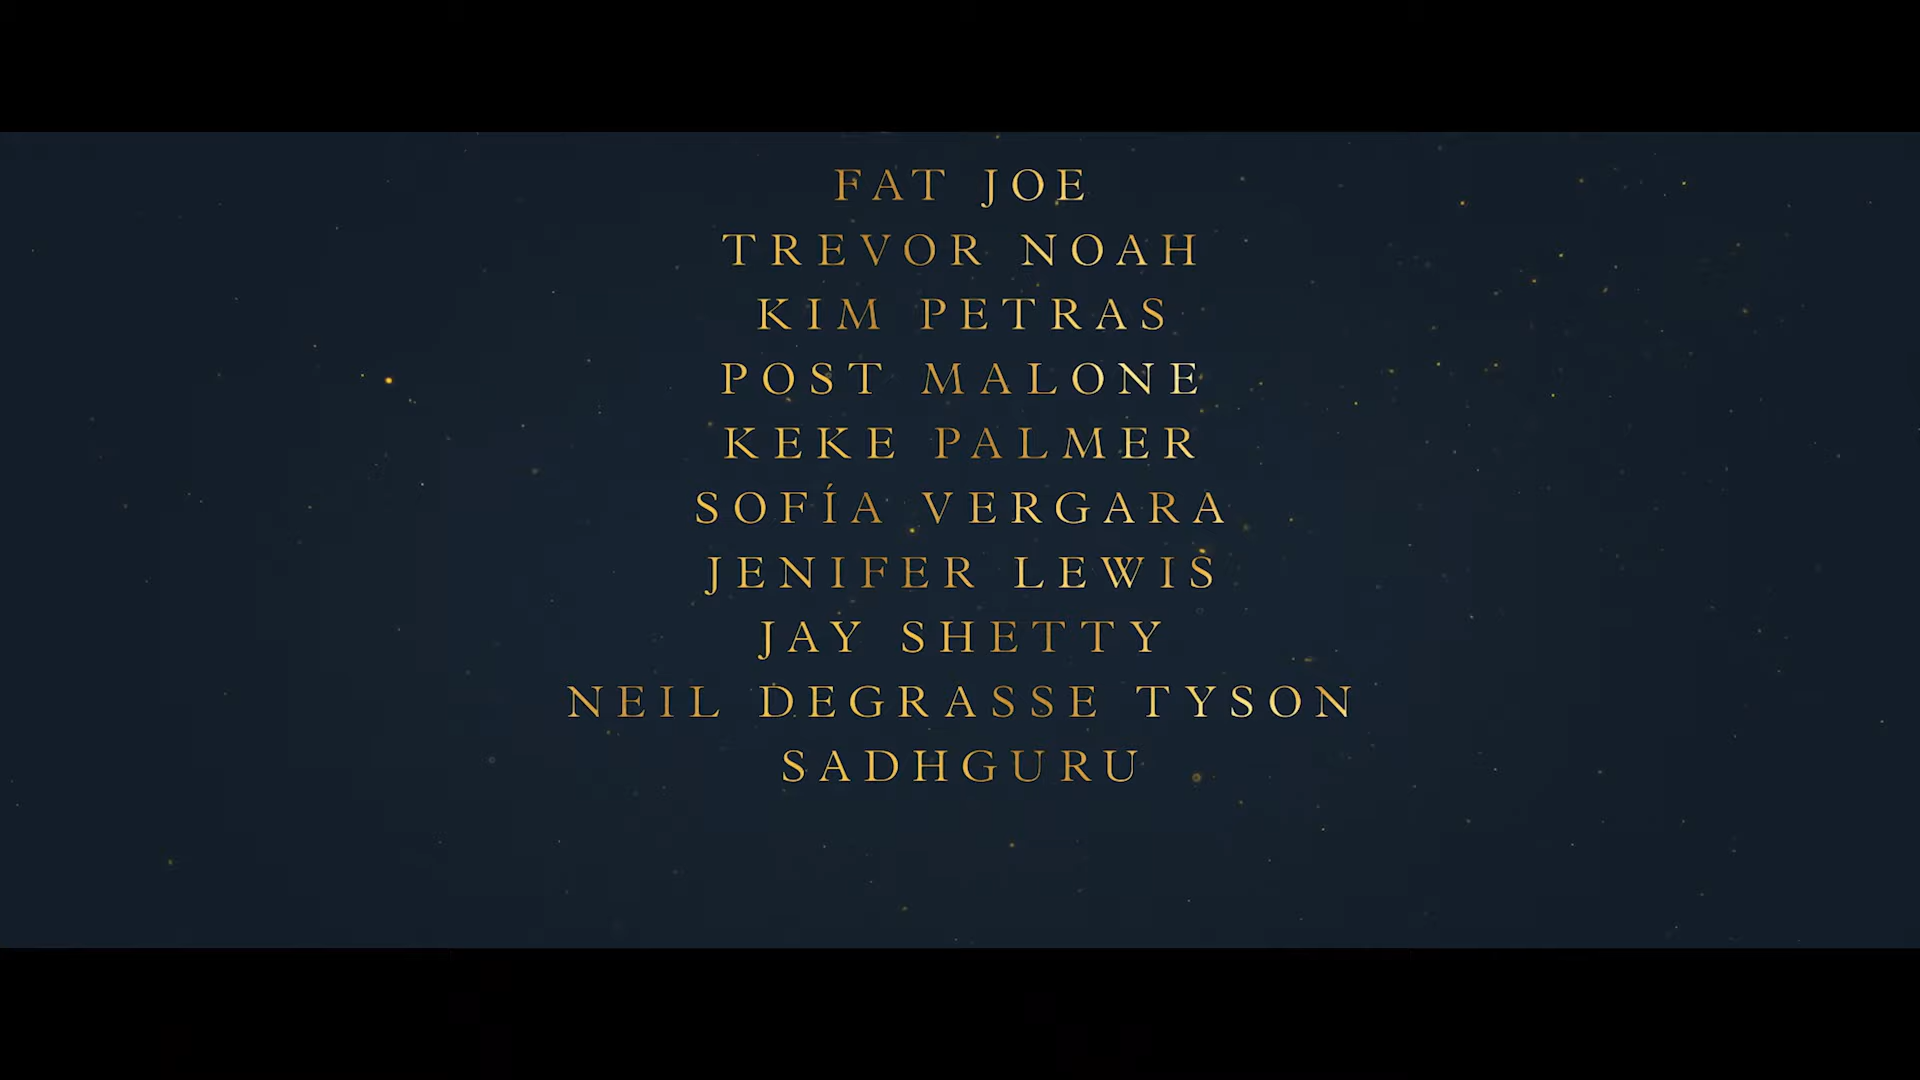 FAT JOE
TREVOR NOAH
KIM PETRAS
POST MALONE
KEKE PALMER
SOFÍA VERGARA
JENIFER LEWIS
JAY SHETTY
NEIL DEGRASSE TYSON
SADHGURU